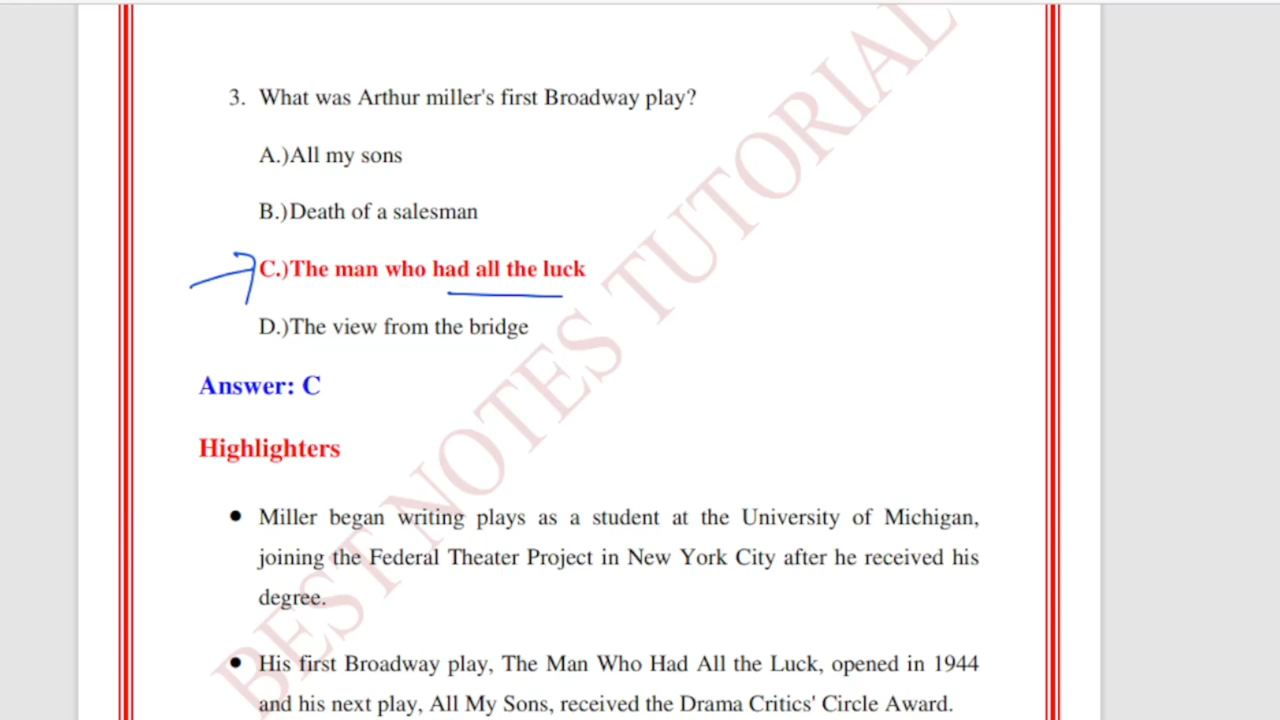 3. What was Arthur miller's first Broadway play?
A.)All my sons
B.)Death of a salesman
C.)The man who had all the luck
D.)The view from the bridge
Answer: C
Highlighters
● Miller began writing plays as a student at the University of Michigan,
joining the Federal Theater Project in New York City after he received his
degree.
● His first Broadway play, The Man Who Had All the Luck, opened in 1944
and his next play, All My Sons, received the Drama Critics' Circle Award.
BEST NOTES TUTORIAL